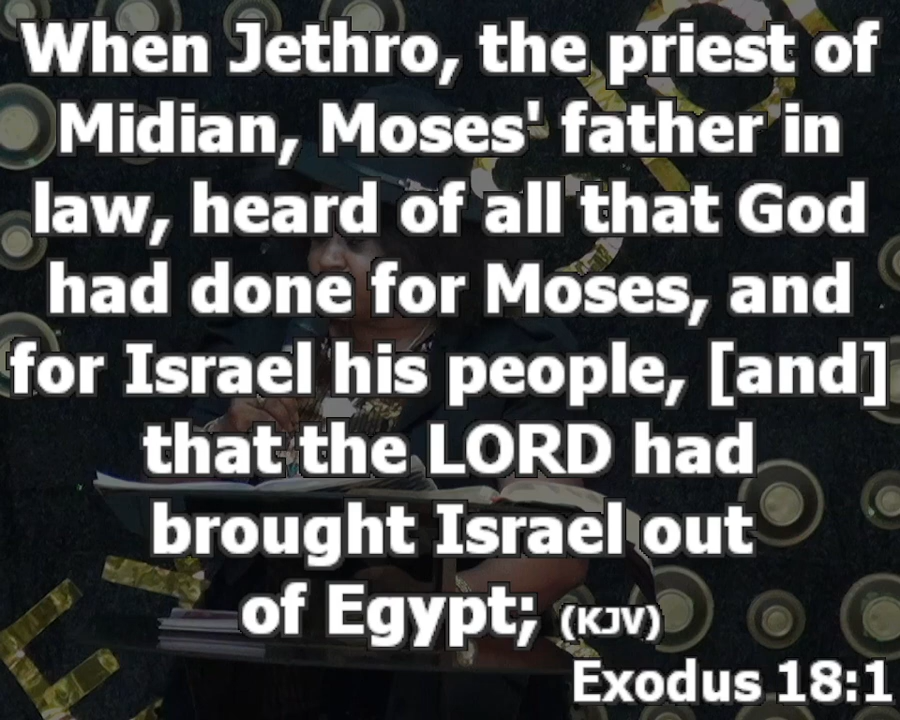 When Jethro, the priest of
Midian, Moses' father in
law, heard of all that God
had done for Moses, and
for Israel his people, [and]
that the LORD had
brought Israel out
of Egypt; (KJV)
Exodus 18:1